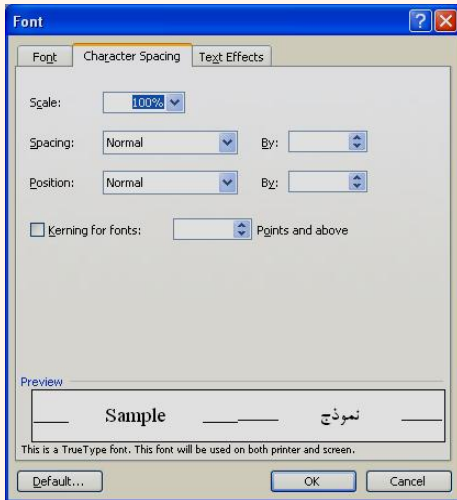 Font
Font Character Spacing Text Effects
Scale: 100%
Spacing: Normal By:
Position: Normal By:
Kerning for fonts: Points and above
Preview
Sample نموذج
This is a TrueType font. This font will be used on both printer and screen.
Default... OK Cancel